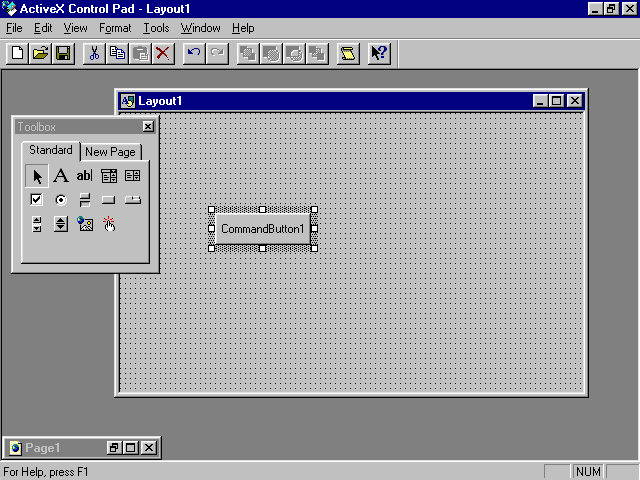 ActiveX Control Pad - Layout1
File Edit View Format Tools Window Help
Layout1
Toolbox
Standard New Page
A ab|
CommandButton1
Page1
For Help, press F1 NUM